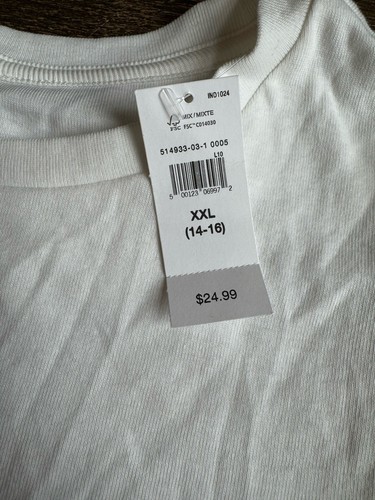 IND1024
MIX/MIXTE
FSC FSC™ C014030
514933-03-1 0005
L10
5 00123 06997 2
XXL
(14-16)
$24.99